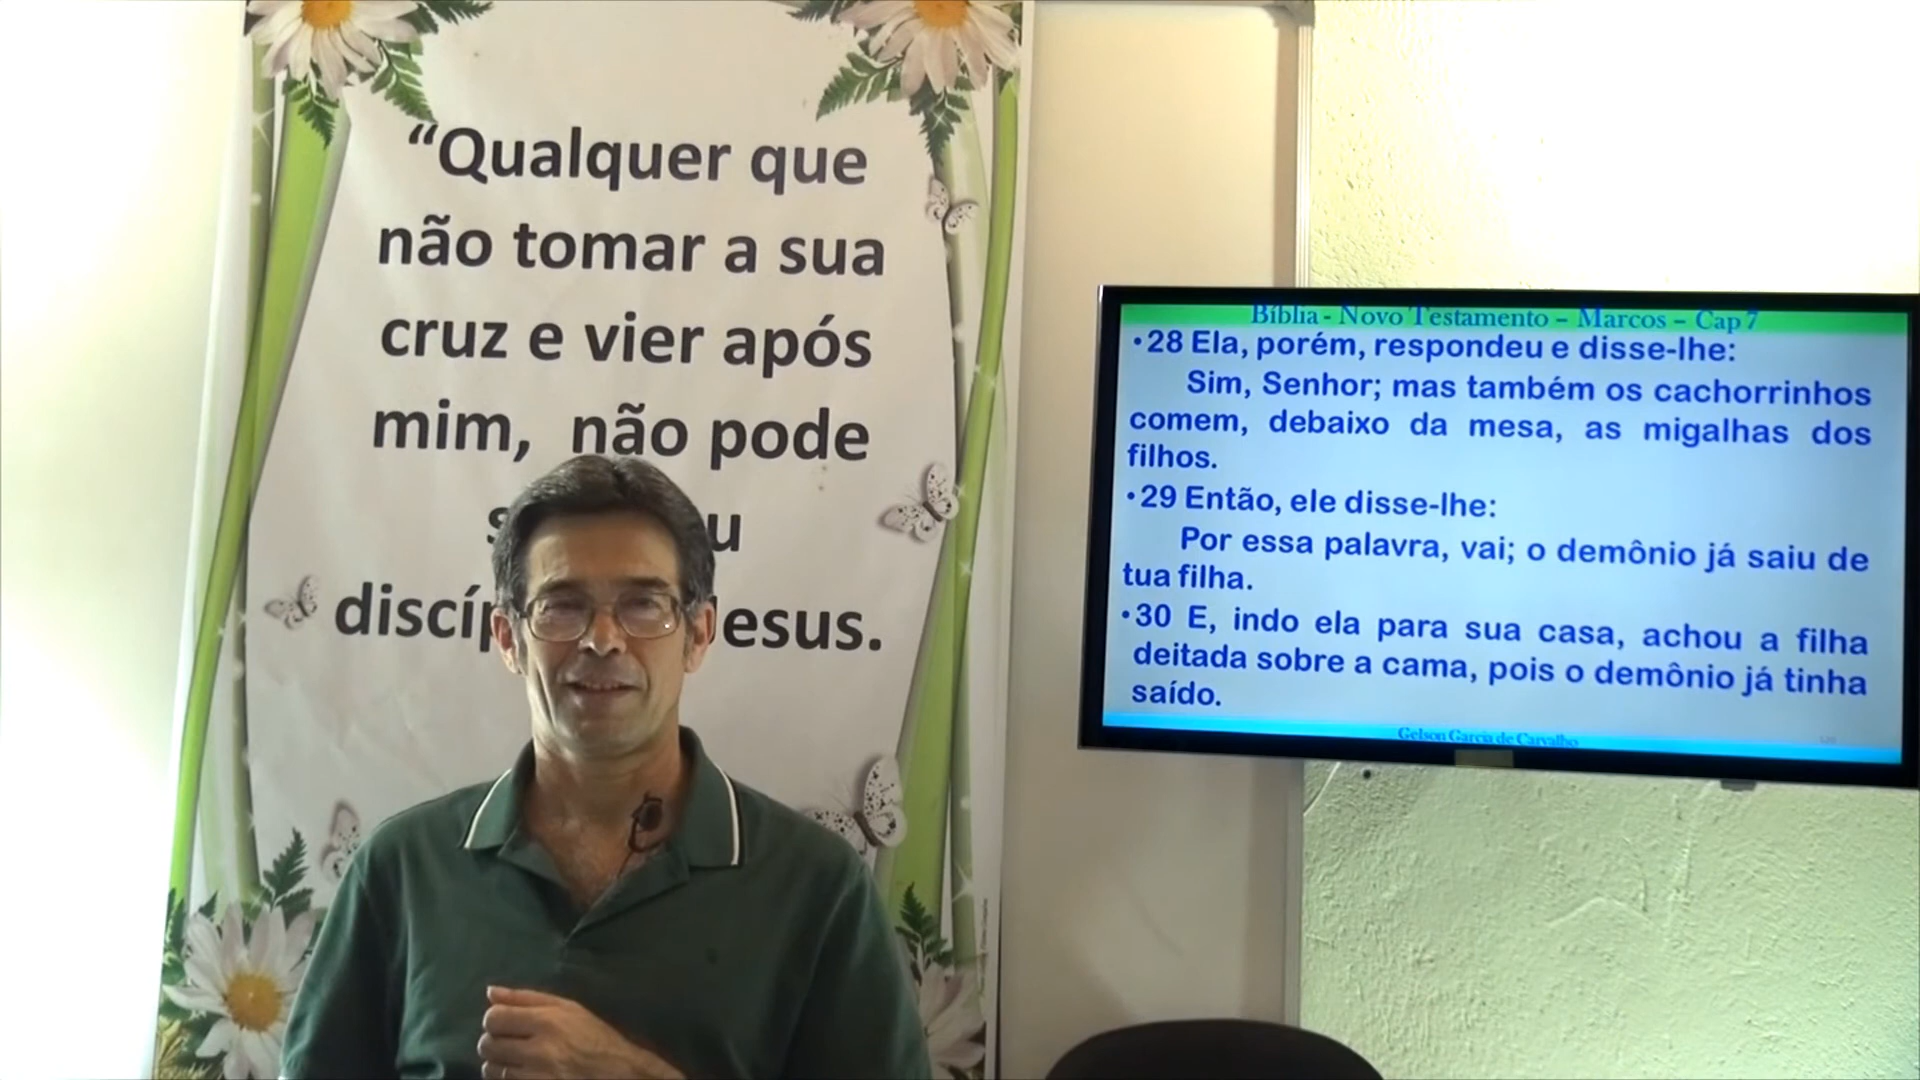 “Qualquer que
não tomar a sua
cruz e vier após
mim, não pode
esus.
Bíblia - Novo Testamento – Marcos – Cap 7
•28 Ela, porém, respondeu e disse-lhe:
Sim, Senhor; mas também os cachorrinhos
comem, debaixo da mesa, as migalhas dos
filhos.
•29 Então, ele disse-lhe:
Por essa palavra, vai; o demônio já saiu de
tua filha.
•30 E, indo ela para sua casa, achou a filha
deitada sobre a cama, pois o demônio já tinha
saído.
Gelson Garcia de Carvalho